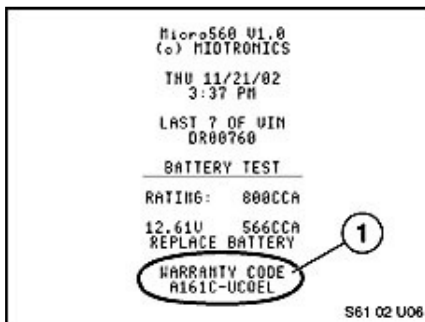 Micro560 V1.0
(c) MIDTRONICS
THU 11/21/02
3:37 PM
LAST 7 OF VIN
DR00760
BATTERY TEST
RATING: 800CCA
12.61V 566CCA
REPLACE BATTERY
WARRANTY CODE
A161C-UCQEL
1
S61 02 U06